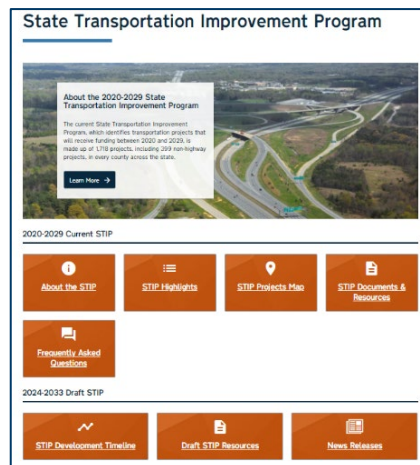 State Transportation Improvement Program
About the 2020-2029 State
Transportation Improvement Program
The current State Transportation Improvement
Program, which identifies transportation projects that
will receive funding between 2020 and 2029, is
made up of 1,718 projects, including 299 non-highway
projects, in every county across the state.
Learn More →
2020-2029 Current STIP
About the STIP
STIP Highlights
STIP Projects Map
STIP Documents &
Resources
Frequently Asked
Questions
2024-2033 Draft STIP
STIP Development Timeline
Draft STIP Resources
News Releases